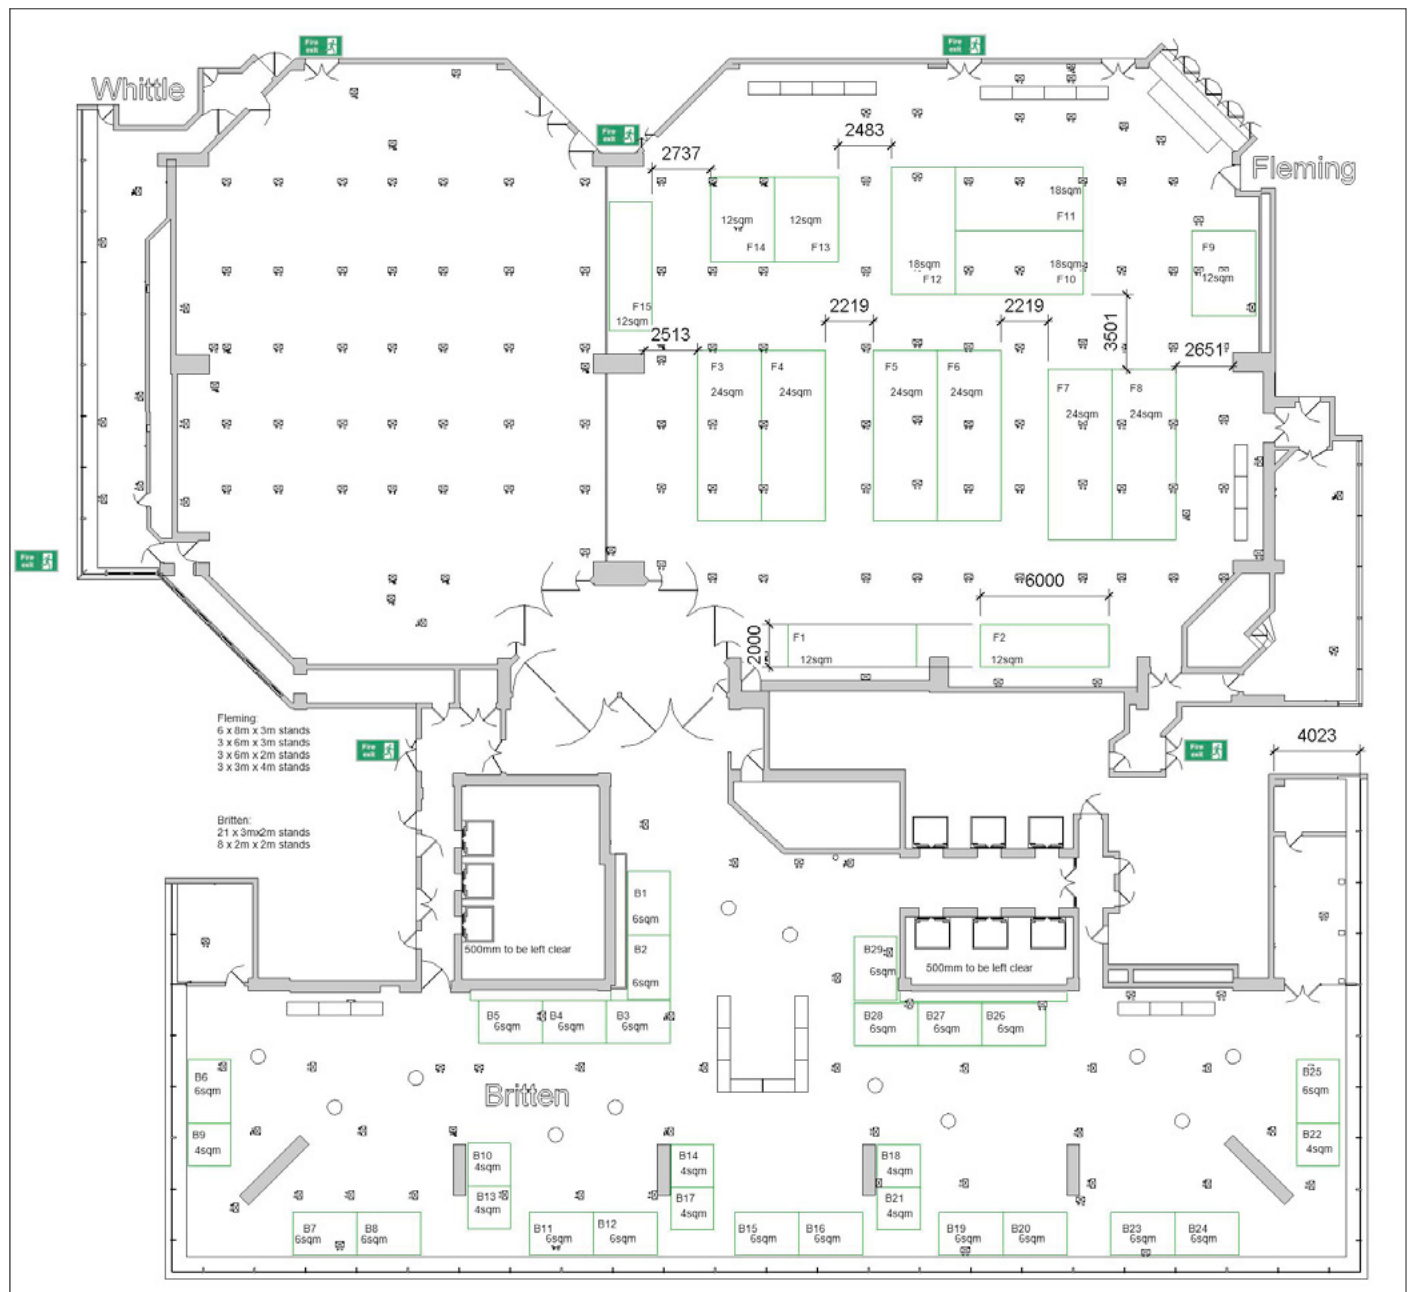 Fire
exit
Fire
exit
Whittle
Fire
exit
2483
2737
Fleming
18sqm
F11
12sqm
12sqm
F14
F13
F9
18sqm
F12
18sqm
F10
12sqm
F15
12sqm
2219
2219
2513
3501
2651
F3
24sqm
F4
24sqm
F5
24sqm
F6
24sqm
F7
24sqm
F8
24sqm
Fire
exit
6000
2000
F1
12sqm
F2
12sqm
Fleming:
6 x 8m x 3m stands
3 x 6m x 3m stands
3 x 6m x 2m stands
3 x 3m x 4m stands
Fire
exit
Fire
exit
4023
Britten:
21 x 3mx2m stands
8 x 2m x 2m stands
B1
6sqm
B2
6sqm
500mm to be left clear
B29
6sqm
500mm to be left clear
B5
6sqm
B4
6sqm
B3
6sqm
B28
6sqm
B27
6sqm
B26
6sqm
B6
6sqm
B25
6sqm
Britten
B9
4sqm
B22
4sqm
B10
4sqm
B14
4sqm
B18
4sqm
B13
4sqm
B17
4sqm
B21
4sqm
B7
6sqm
B8
6sqm
B11
6sqm
B12
6sqm
B15
6sqm
B16
6sqm
B19
6sqm
B20
6sqm
B23
6sqm
B24
6sqm